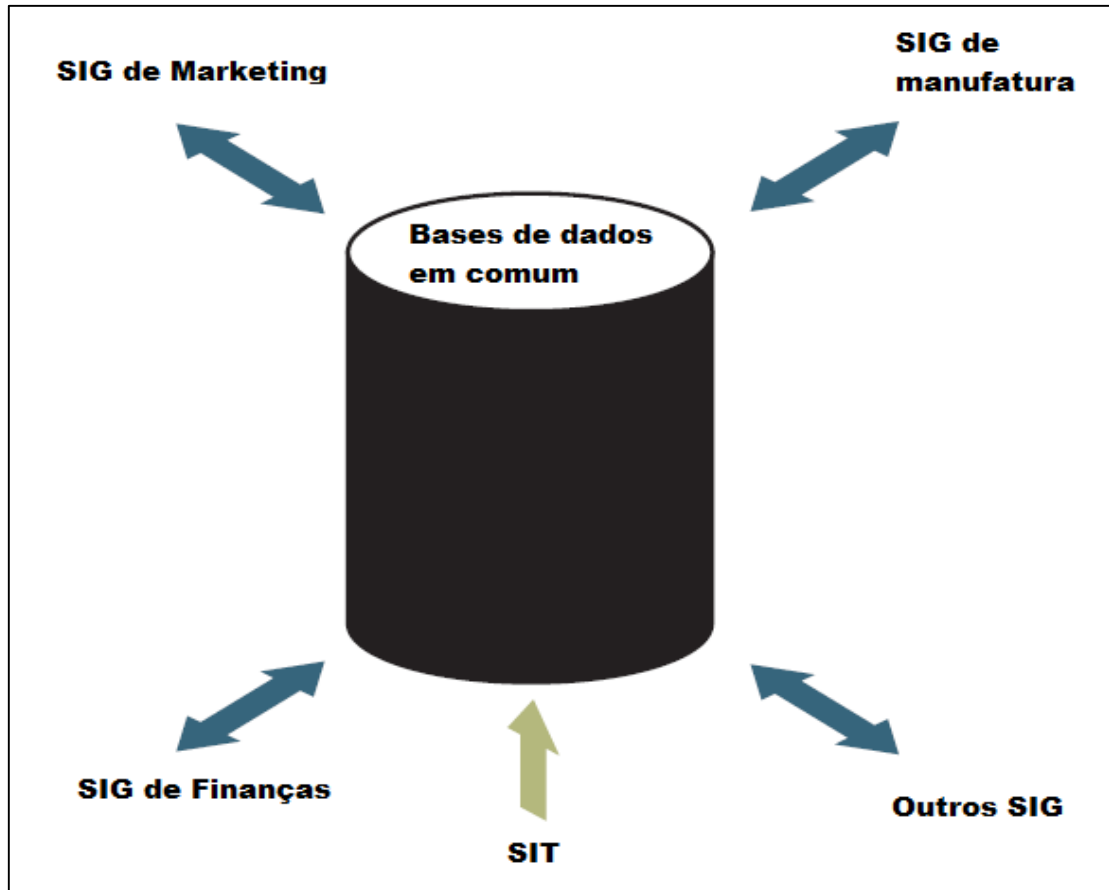 SIG de Marketing
SIG de
manufatura
Bases de dados
em comum
SIG de Finanças
Outros SIG
SIT